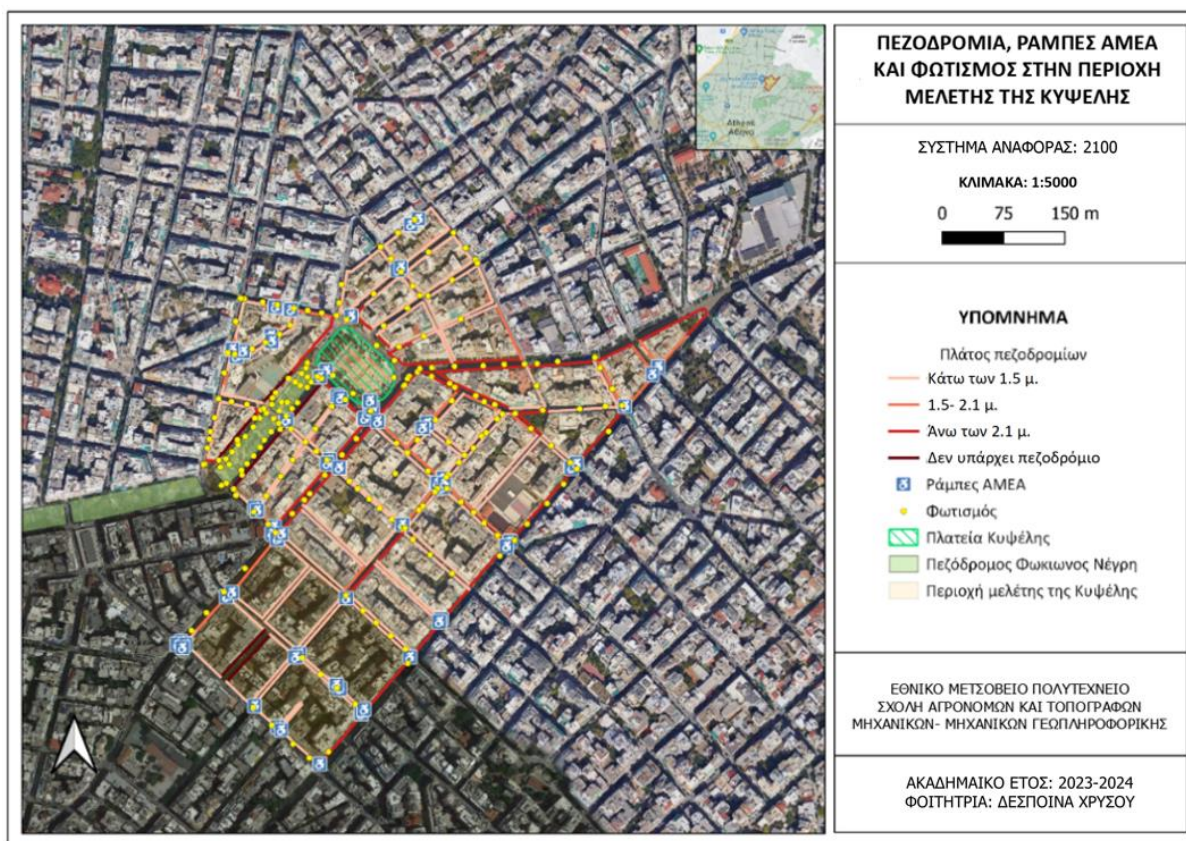 Athens
Αθήνα
ΠΕΖΟΔΡΟΜΙΑ, ΡΑΜΠΕΣ ΑΜΕΑ
ΚΑΙ ΦΩΤΙΣΜΟΣ ΣΤΗΝ ΠΕΡΙΟΧΗ
ΜΕΛΕΤΗΣ ΤΗΣ ΚΥΨΕΛΗΣ
ΣΥΣΤΗΜΑ ΑΝΑΦΟΡΑΣ: 2100
ΚΛΙΜΑΚΑ: 1:5000
0 75 150 m
ΥΠΟΜΝΗΜΑ
Πλάτος πεζοδρομίων
Κάτω των 1.5 μ.
1.5- 2.1 μ.
Άνω των 2.1 μ.
Δεν υπάρχει πεζοδρόμιο
Ράμπες ΑΜΕΑ
Φωτισμός
Πλατεία Κυψέλης
Πεζόδρομος Φωκιωνος Νέγρη
Περιοχή μελέτης της Κυψέλης
ΕΘΝΙΚΟ ΜΕΤΣΟΒΕΙΟ ΠΟΛΥΤΕΧΝΕΙΟ
ΣΧΟΛΗ ΑΓΡΟΝΟΜΩΝ ΚΑΙ ΤΟΠΟΓΡΑΦΩΝ
ΜΗΧΑΝΙΚΩΝ- ΜΗΧΑΝΙΚΩΝ ΓΕΩΠΛΗΡΟΦΟΡΙΚΗΣ
ΑΚΑΔΗΜΑΙΚΟ ΕΤΟΣ: 2023-2024
ΦΟΙΤΗΤΡΙΑ: ΔΕΣΠΟΙΝΑ ΧΡΥΣΟΥ